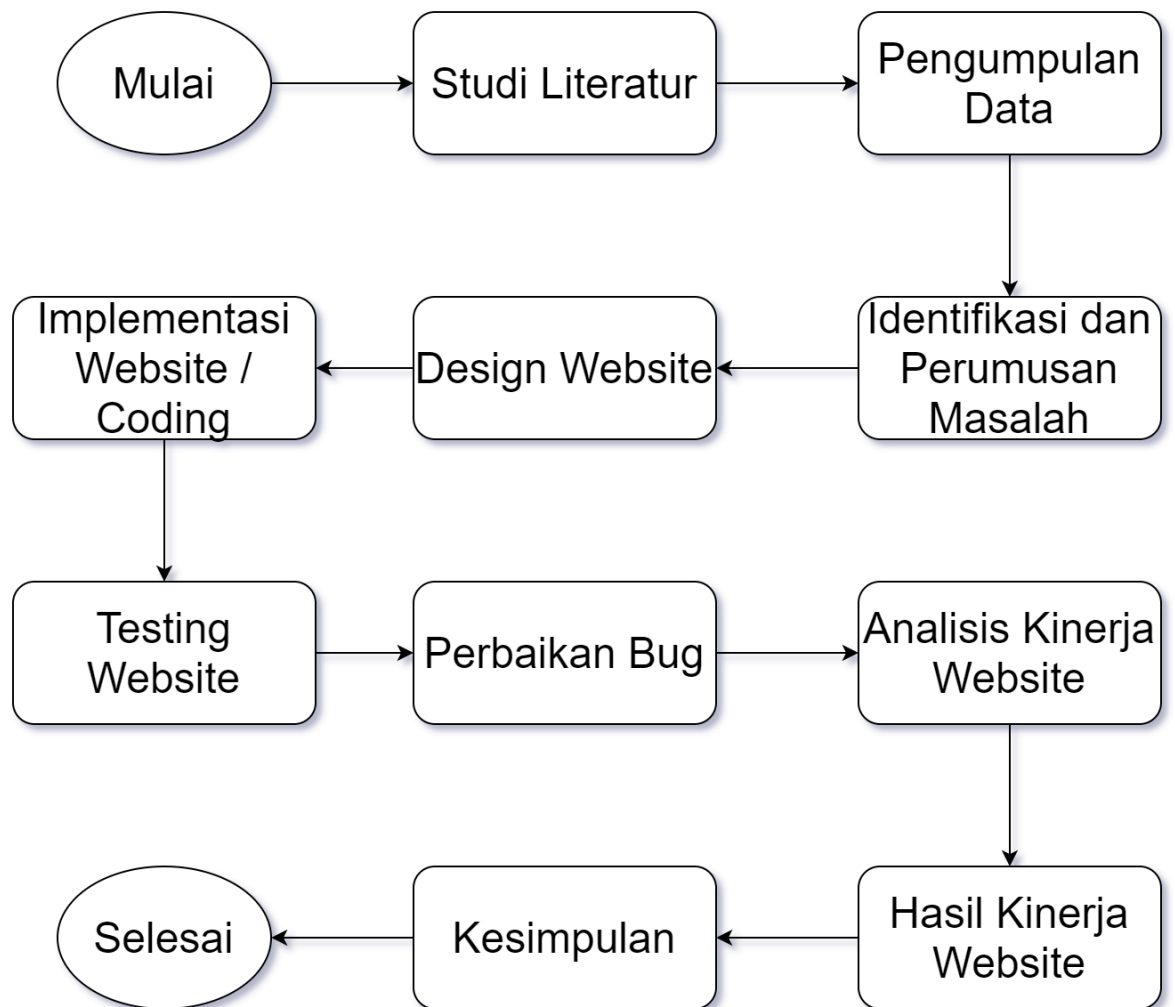 Mulai
Studi Literatur
Pengumpulan
Data
Identifikasi dan
Perumusan
Masalah
Design Website
Implementasi
Website /
Coding
Testing
Website
Perbaikan Bug
Analisis Kinerja
Website
Hasil Kinerja
Website
Kesimpulan
Selesai